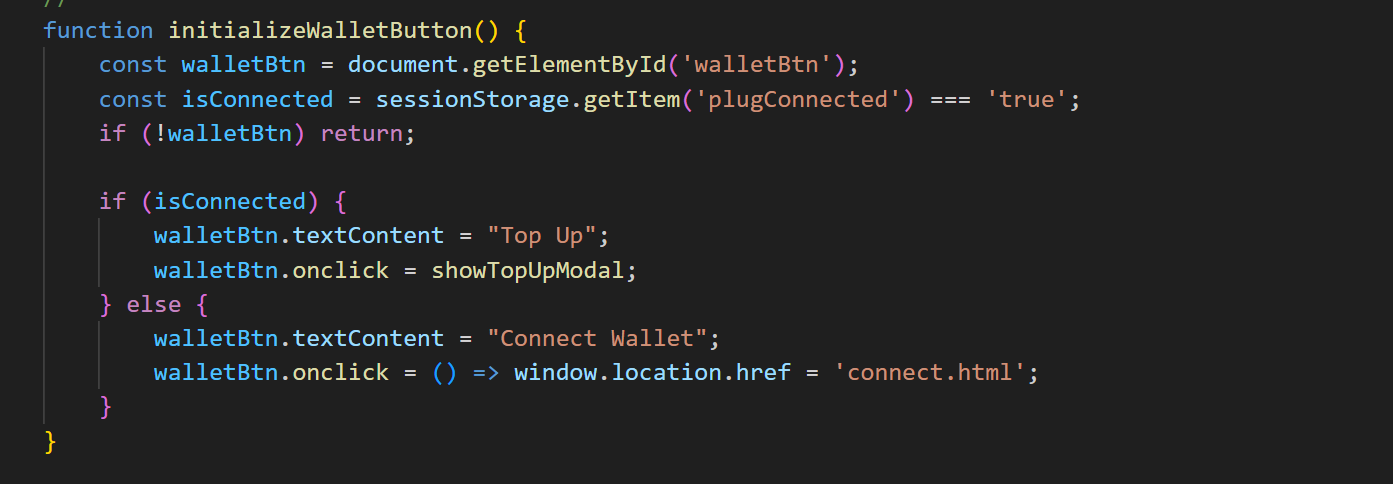 //
function initializeWalletButton() {
    const walletBtn = document.getElementById('walletBtn');
    const isConnected = sessionStorage.getItem('plugConnected') === 'true';
    if (!walletBtn) return;

    if (isConnected) {
        walletBtn.textContent = "Top Up";
        walletBtn.onclick = showTopUpModal;
    } else {
        walletBtn.textContent = "Connect Wallet";
        walletBtn.onclick = () => window.location.href = 'connect.html';
    }
}